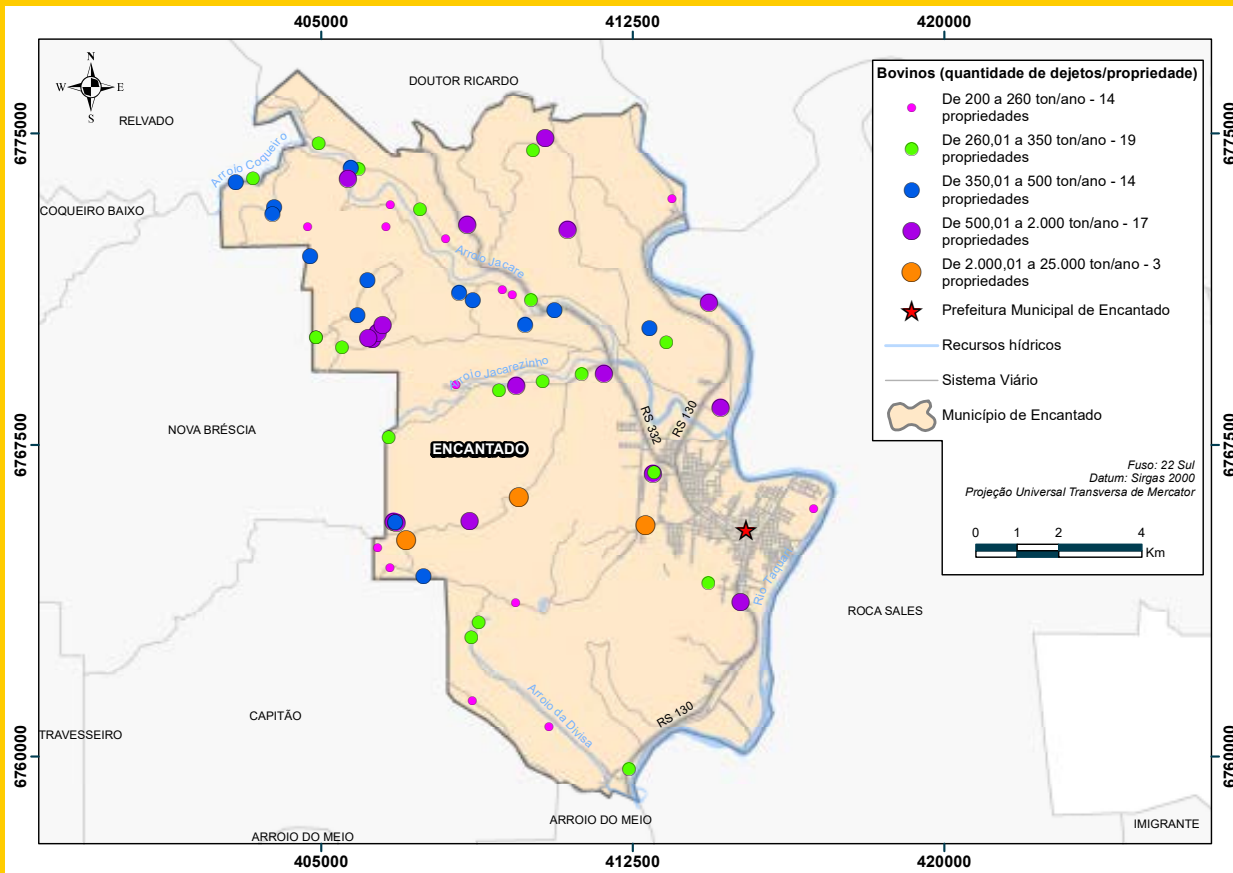 405000
412500
420000
6775000
6767500
6760000
6775000
6767500
6760000
405000
412500
420000
N
W
E
S
DOUTOR RICARDO
RELVADO
COQUEIRO BAIXO
NOVA BRÉSCIA
CAPITÃO
TRAVESSEIRO
ARROIO DO MEIO
ARROIO DO MEIO
ROCA SALES
IMIGRANTE
ENCANTADO
Arroio Coqueiro
Arroio Jacaré
Arroio Jacarezinho
Arroio da Divisa
Rio Taquari
RS 332
RS 130
RS 130
Bovinos (quantidade de dejetos/propriedade)
De 200 a 260 ton/ano - 14
propriedades
De 260,01 a 350 ton/ano - 19
propriedades
De 350,01 a 500 ton/ano - 14
propriedades
De 500,01 a 2.000 ton/ano - 17
propriedades
De 2.000,01 a 25.000 ton/ano - 3
propriedades
Prefeitura Municipal de Encantado
Recursos hídricos
Sistema Viário
Município de Encantado
Fuso: 22 Sul
Datum: Sirgas 2000
Projeção Universal Transversa de Mercator
0 1 2 4
Km